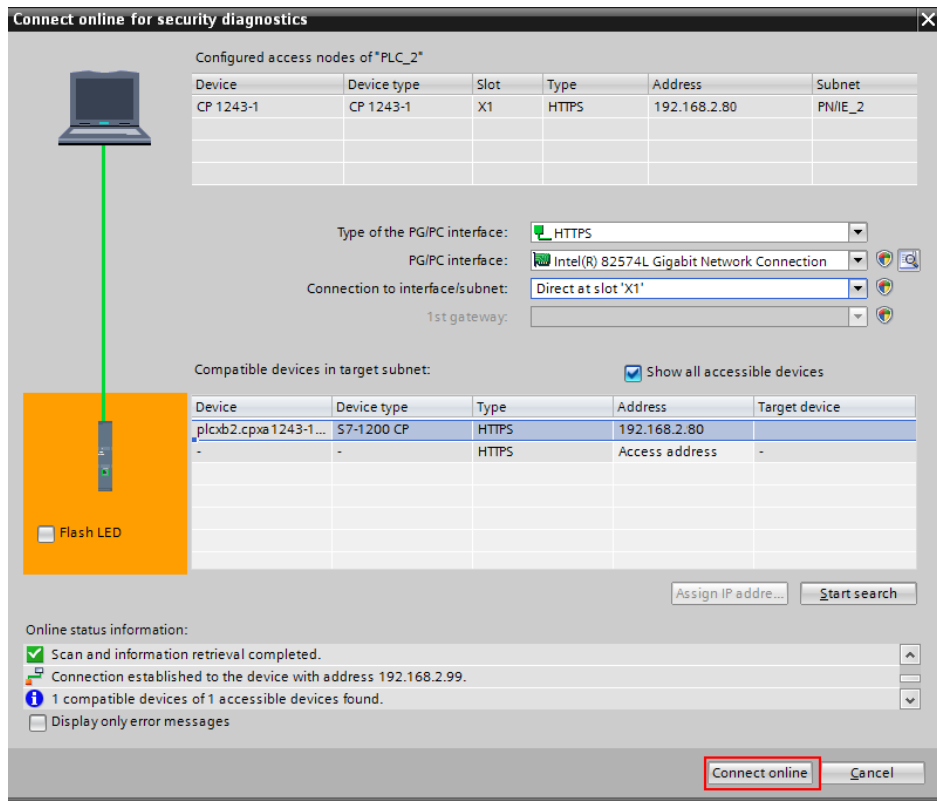 Connect online for security diagnostics
Configured access nodes of "PLC_2"
Device Device type Slot Type Address Subnet
CP 1243-1 CP 1243-1 X1 HTTPS 192.168.2.80 PN/IE_2
Type of the PG/PC interface: HTTPS
PG/PC interface: Intel(R) 82574L Gigabit Network Connection
Connection to interface/subnet: Direct at slot 'X1'
1st gateway:
Compatible devices in target subnet: Show all accessible devices
Device Device type Type Address Target device
plcxb2.cpxa1243-1... S7-1200 CP HTTPS 192.168.2.80
- - HTTPS Access address -
Flash LED
Assign IP addre... Start search
Online status information:
Scan and information retrieval completed.
Connection established to the device with address 192.168.2.99.
1 compatible devices of 1 accessible devices found.
Display only error messages
Connect online Cancel